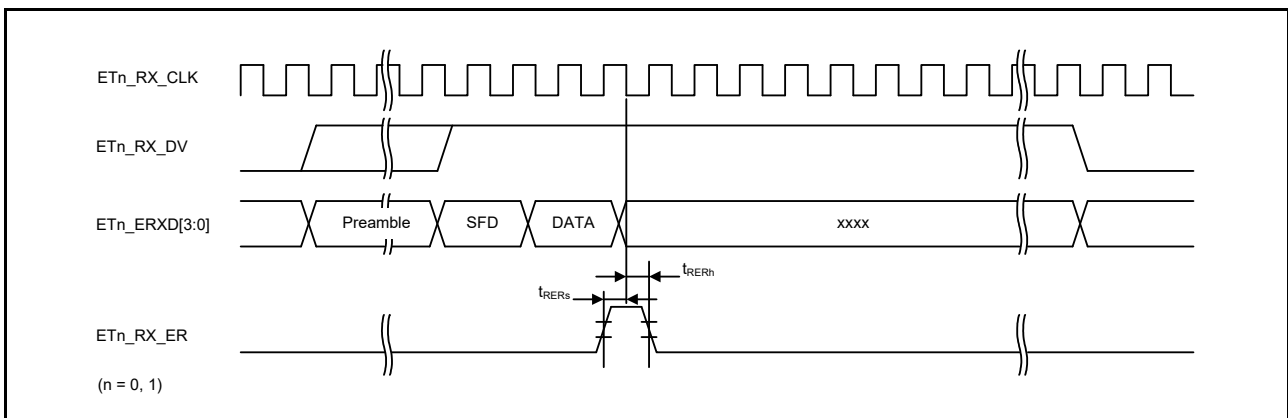 ETn_RX_CLK
ETn_RX_DV
ETn_ERXD[3:0]
Preamble
SFD
DATA
xxxx
tRERh
tRERs
ETn_RX_ER
(n = 0, 1)